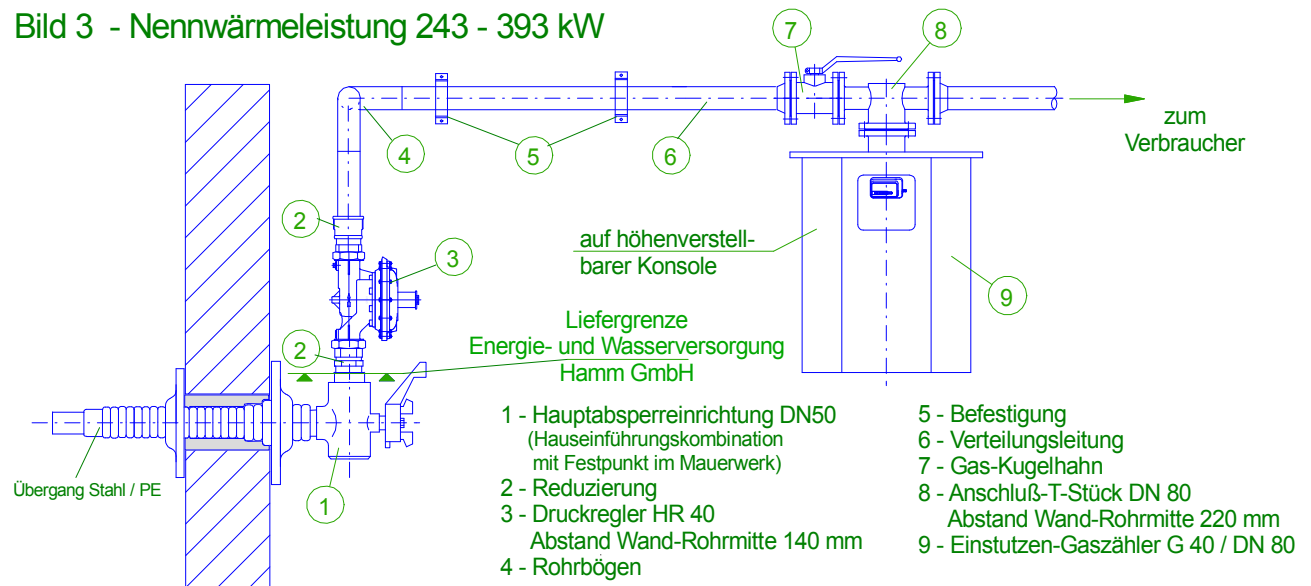 Bild 3 - Nennwärmeleistung 243 - 393 kW
7
8
zum
Verbraucher
4
5
6
2
auf höhenverstell-
barer Konsole
3
9
Liefergrenze
Energie- und Wasserversorgung
Hamm GmbH
2
Übergang Stahl / PE
1
1 - Hauptabsperreinrichtung DN50
(Hauseinführungskombination
mit Festpunkt im Mauerwerk)
2 - Reduzierung
3 - Druckregler HR 40
Abstand Wand-Rohrmitte 140 mm
4 - Rohrbögen
5 - Befestigung
6 - Verteilungsleitung
7 - Gas-Kugelhahn
8 - Anschluß-T-Stück DN 80
Abstand Wand-Rohrmitte 220 mm
9 - Einstutzen-Gaszähler G 40 / DN 80